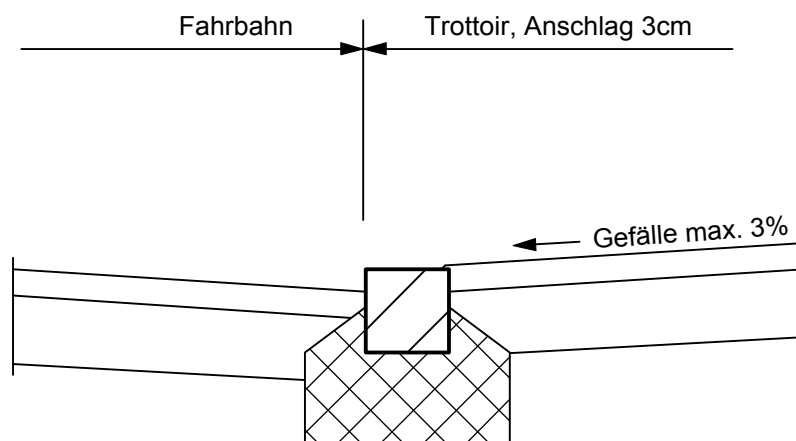 Fahrbahn
Trottoir, Anschlag 3cm
Gefälle max. 3%